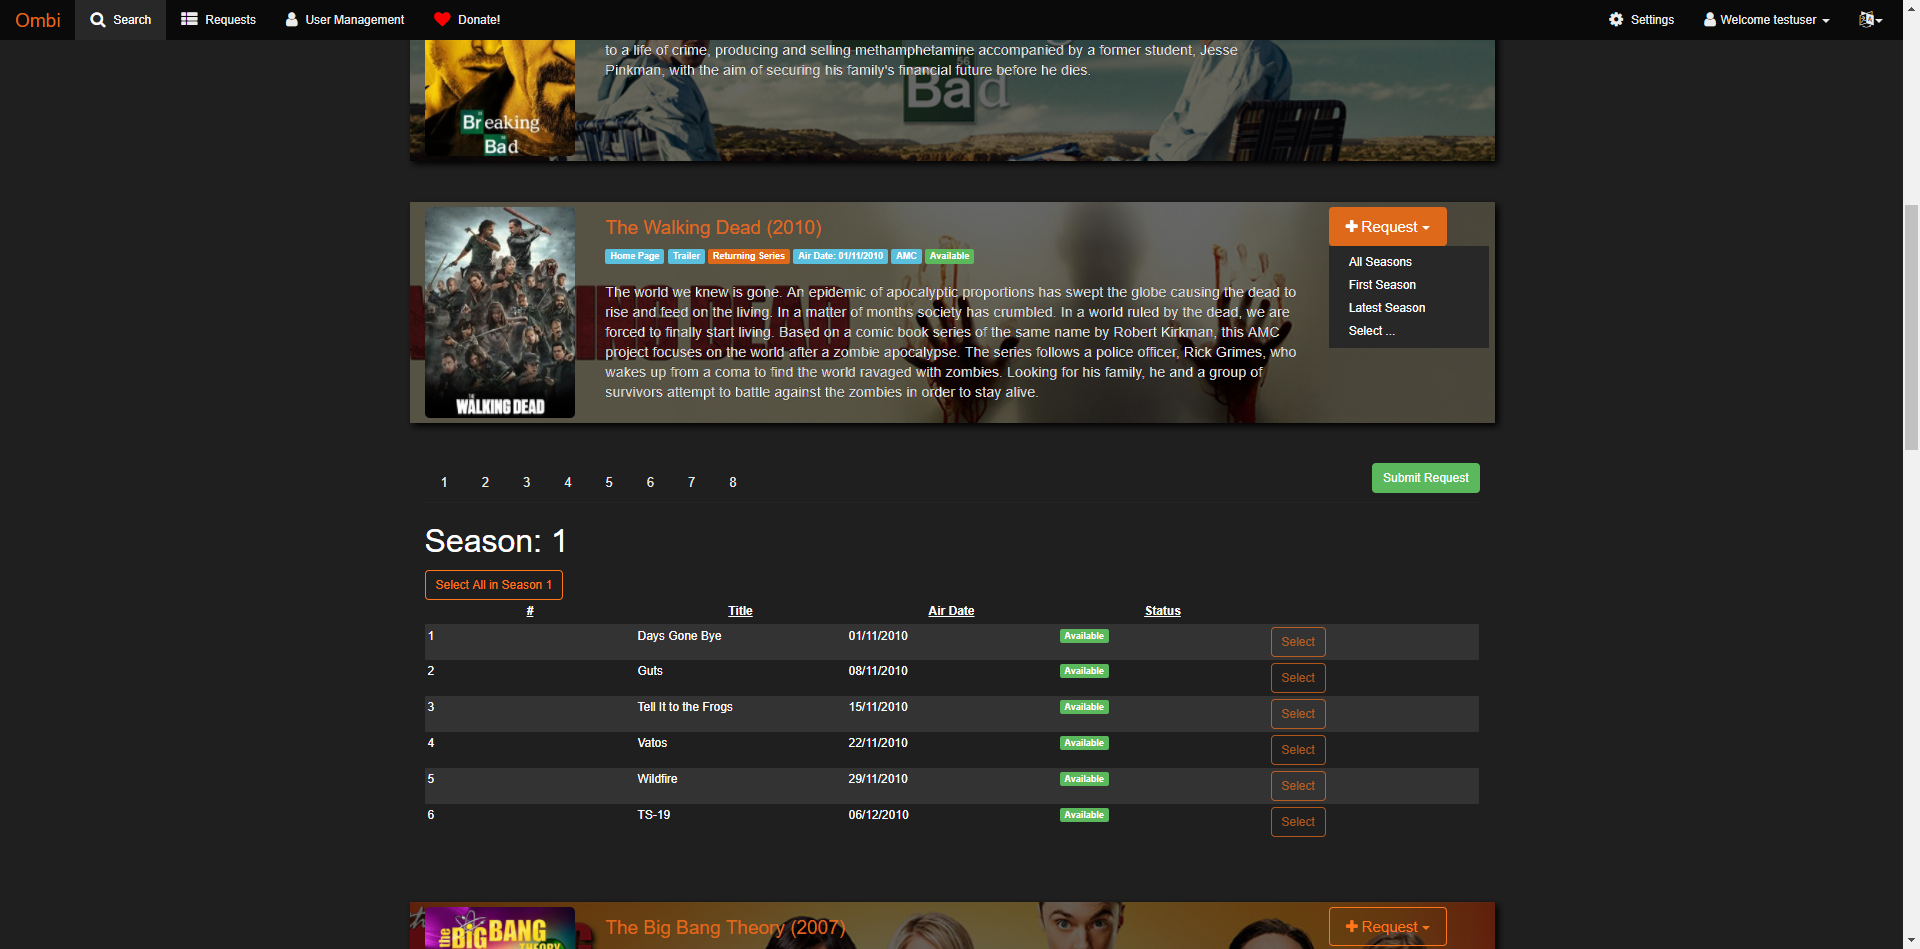 Ombi
Search
Requests
User Management
Donate!
Settings
Welcome testuser
to a life of crime, producing and selling methamphetamine accompanied by a former student, Jesse
Pinkman, with the aim of securing his family's financial future before he dies.
56
Bad
Breaking
Bad
The Walking Dead (2010)
Home Page Trailer Returning Series Air Date: 01/11/2010 AMC Available
The world we knew is gone. An epidemic of apocalyptic proportions has swept the globe causing the dead to
rise and feed on the living. In a matter of months society has crumbled. In a world ruled by the dead, we are
forced to finally start living. Based on a comic book series of the same name by Robert Kirkman, this AMC
project focuses on the world after a zombie apocalypse. The series follows a police officer, Rick Grimes, who
wakes up from a coma to find the world ravaged with zombies. Looking for his family, he and a group of
survivors attempt to battle against the zombies in order to stay alive.
THE
WALKING DEAD
Request
All Seasons
First Season
Latest Season
Select ...
1 2 3 4 5 6 7 8
Submit Request
Season: 1
Select All in Season 1
# Title Air Date Status
1 Days Gone Bye 01/11/2010 Available Select
2 Guts 08/11/2010 Available Select
3 Tell It to the Frogs 15/11/2010 Available Select
4 Vatos 22/11/2010 Available Select
5 Wildfire 29/11/2010 Available Select
6 TS-19 06/12/2010 Available Select
the BIG BANG
THEORY
The Big Bang Theory (2007)
Request